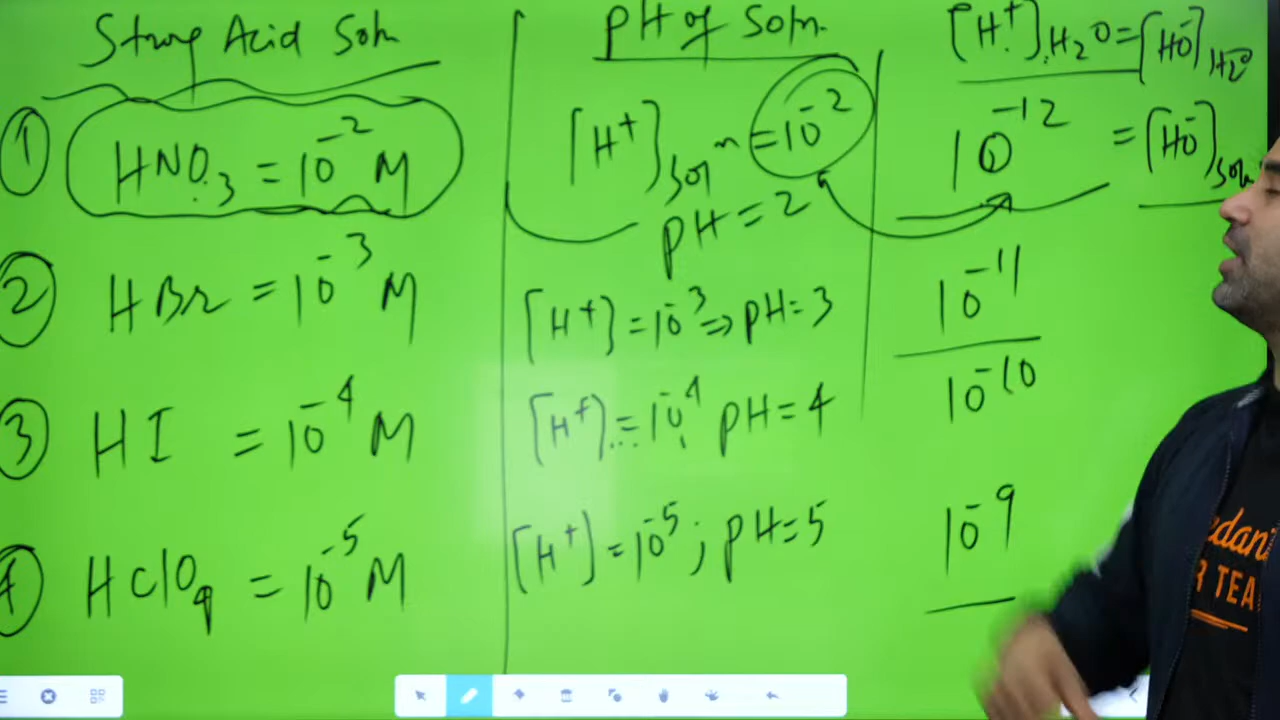 Strong Acid Soln
pH of Soln.
[H⁺]H₂O = [HO⁻]H₂O
① HNO₃ = 10⁻² M
[H⁺]Solⁿ = 10⁻²
pH = 2
10⁻¹² = [HO⁻]Soln
② HBr = 10⁻³ M
[H⁺] = 10⁻³ ⇒ pH = 3
10⁻¹¹
③ HI = 10⁻⁴ M
[H⁺] = 10⁻⁴ pH = 4
10⁻¹⁰
④ HClO₄ = 10⁻⁵ M
[H⁺] = 10⁻⁵ ; pH = 5
10⁻⁹
edan
R TEA